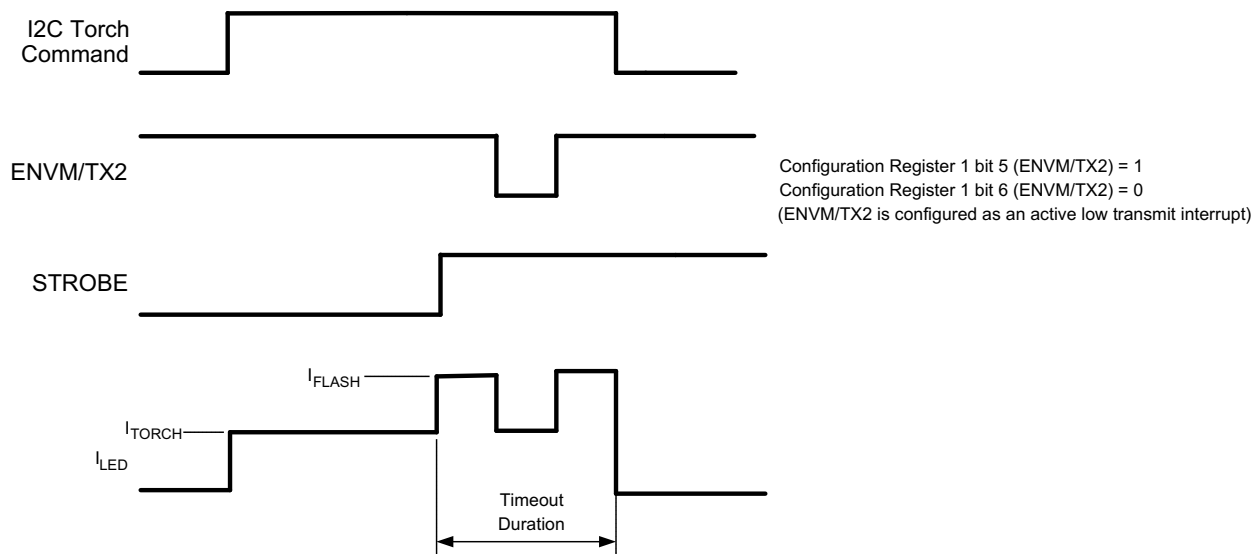 I2C Torch
Command
ENVM/TX2
Configuration Register 1 bit 5 (ENVM/TX2) = 1
Configuration Register 1 bit 6 (ENVM/TX2) = 0
(ENVM/TX2 is configured as an active low transmit interrupt)
STROBE
IFLASH
ITORCH
ILED
Timeout
Duration